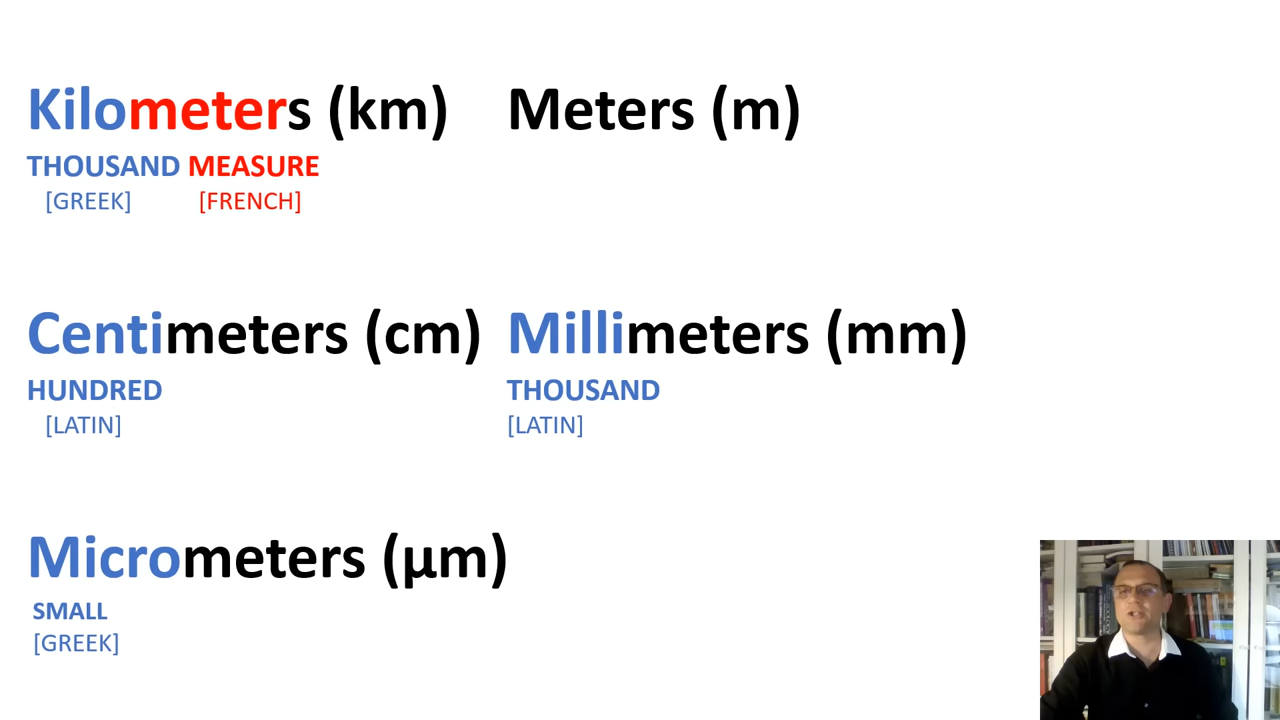 Kilometers (km) Meters (m)
THOUSAND MEASURE
[GREEK] [FRENCH]
Centimeters (cm) Millimeters (mm)
HUNDRED THOUSAND
[LATIN] [LATIN]
Micrometers (µm)
SMALL
[GREEK]